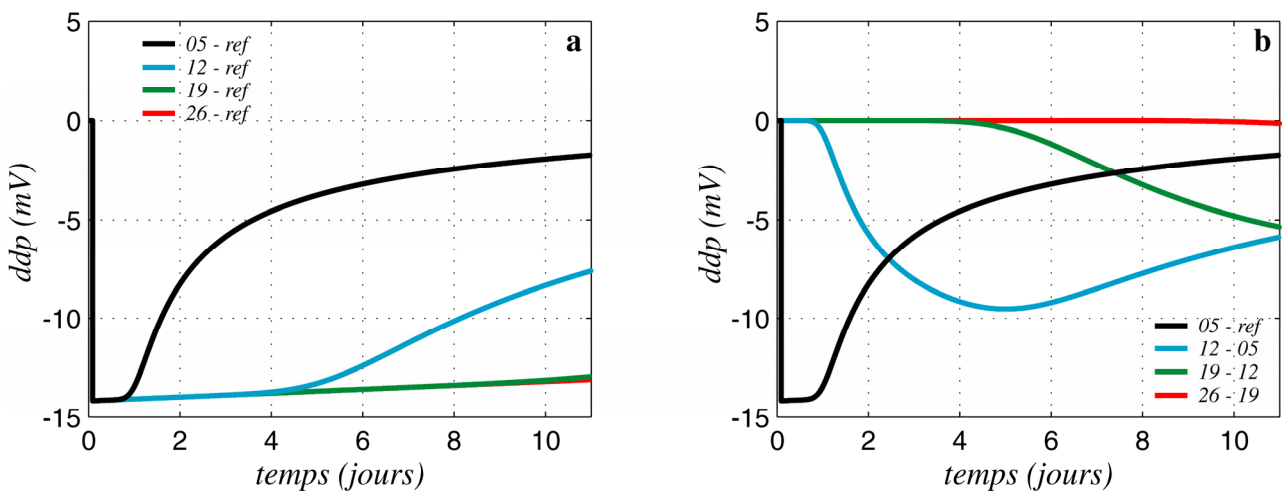 a
05 - ref
12 - ref
19 - ref
26 - ref
5
0
-5
-10
-15
ddp (mV)
0 2 4 6 8 10
temps (jours)
b
5
0
-5
-10
-15
ddp (mV)
05 - ref
12 - 05
19 - 12
26 - 19
0 2 4 6 8 10
temps (jours)